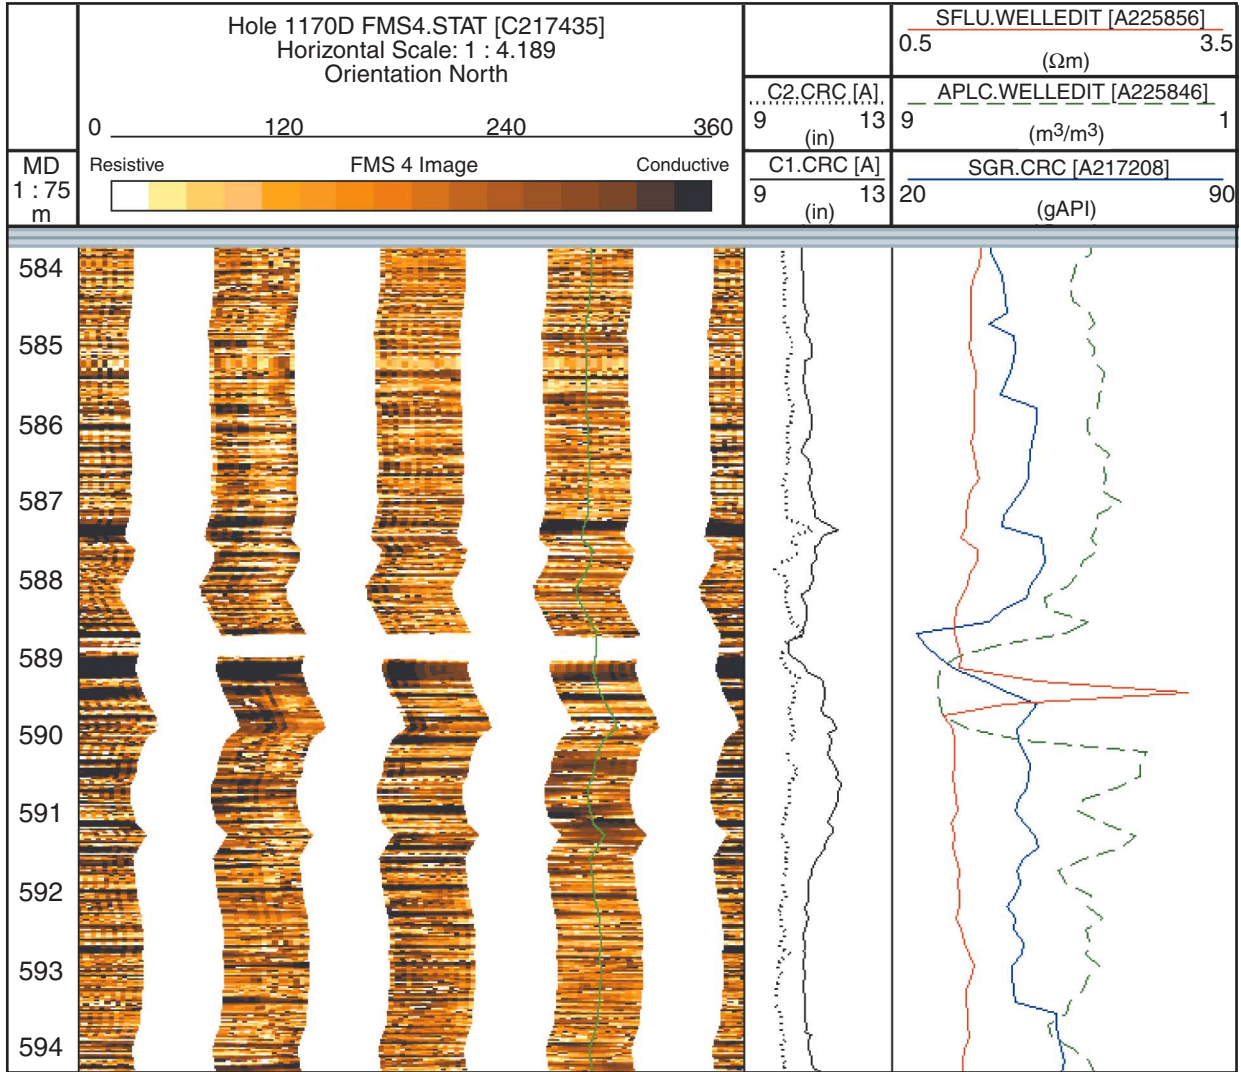 Hole 1170D FMS4.STAT [C217435]
Horizontal Scale: 1 : 4.189
Orientation North
0 120 240 360
MD
1 : 75
m
Resistive FMS 4 Image Conductive
C2.CRC [A]
9 13
(in)
C1.CRC [A]
9 13
(in)
SFLU.WELLEDIT [A225856]
0.5 3.5
(Ωm)
APLC.WELLEDIT [A225846]
9 1
(m³/m³)
SGR.CRC [A217208]
20 90
(gAPI)
584
585
586
587
588
589
590
591
592
593
594